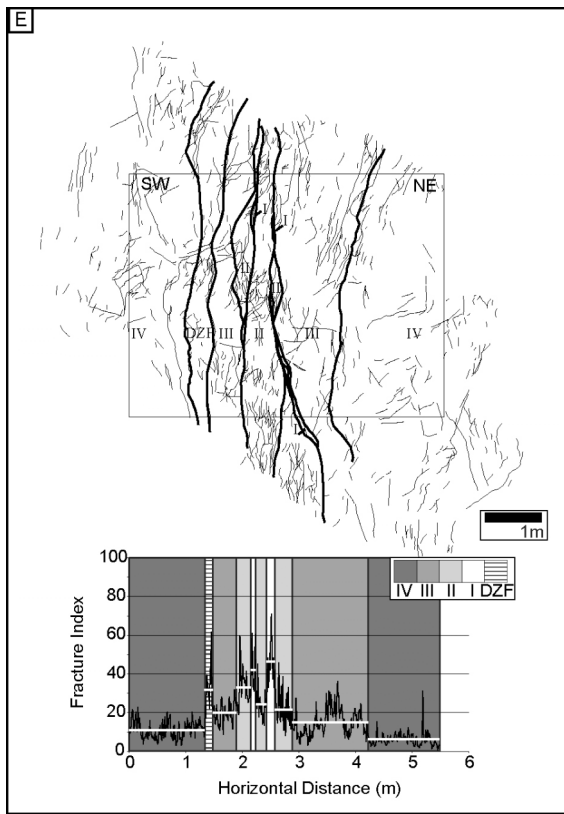 E
SW NE
I I
II II
IV DZF III II III IV
I
1m
100
80
60
40
20
0
Fracture Index
IV III II I DZF
0 1 2 3 4 5 6
Horizontal Distance (m)